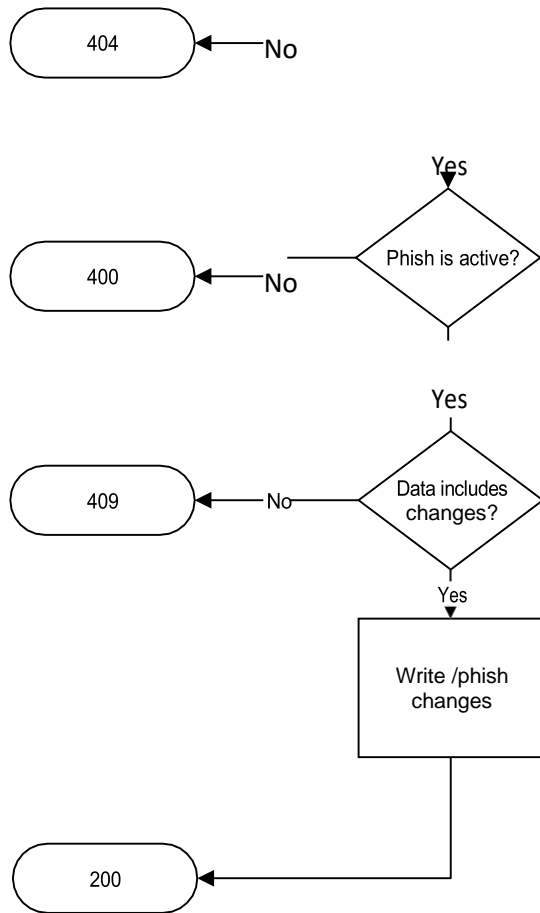 404
No
Yes
Phish is active?
400
No
Yes
Data includes
changes?
409
No
Yes
Write /phish
changes
200